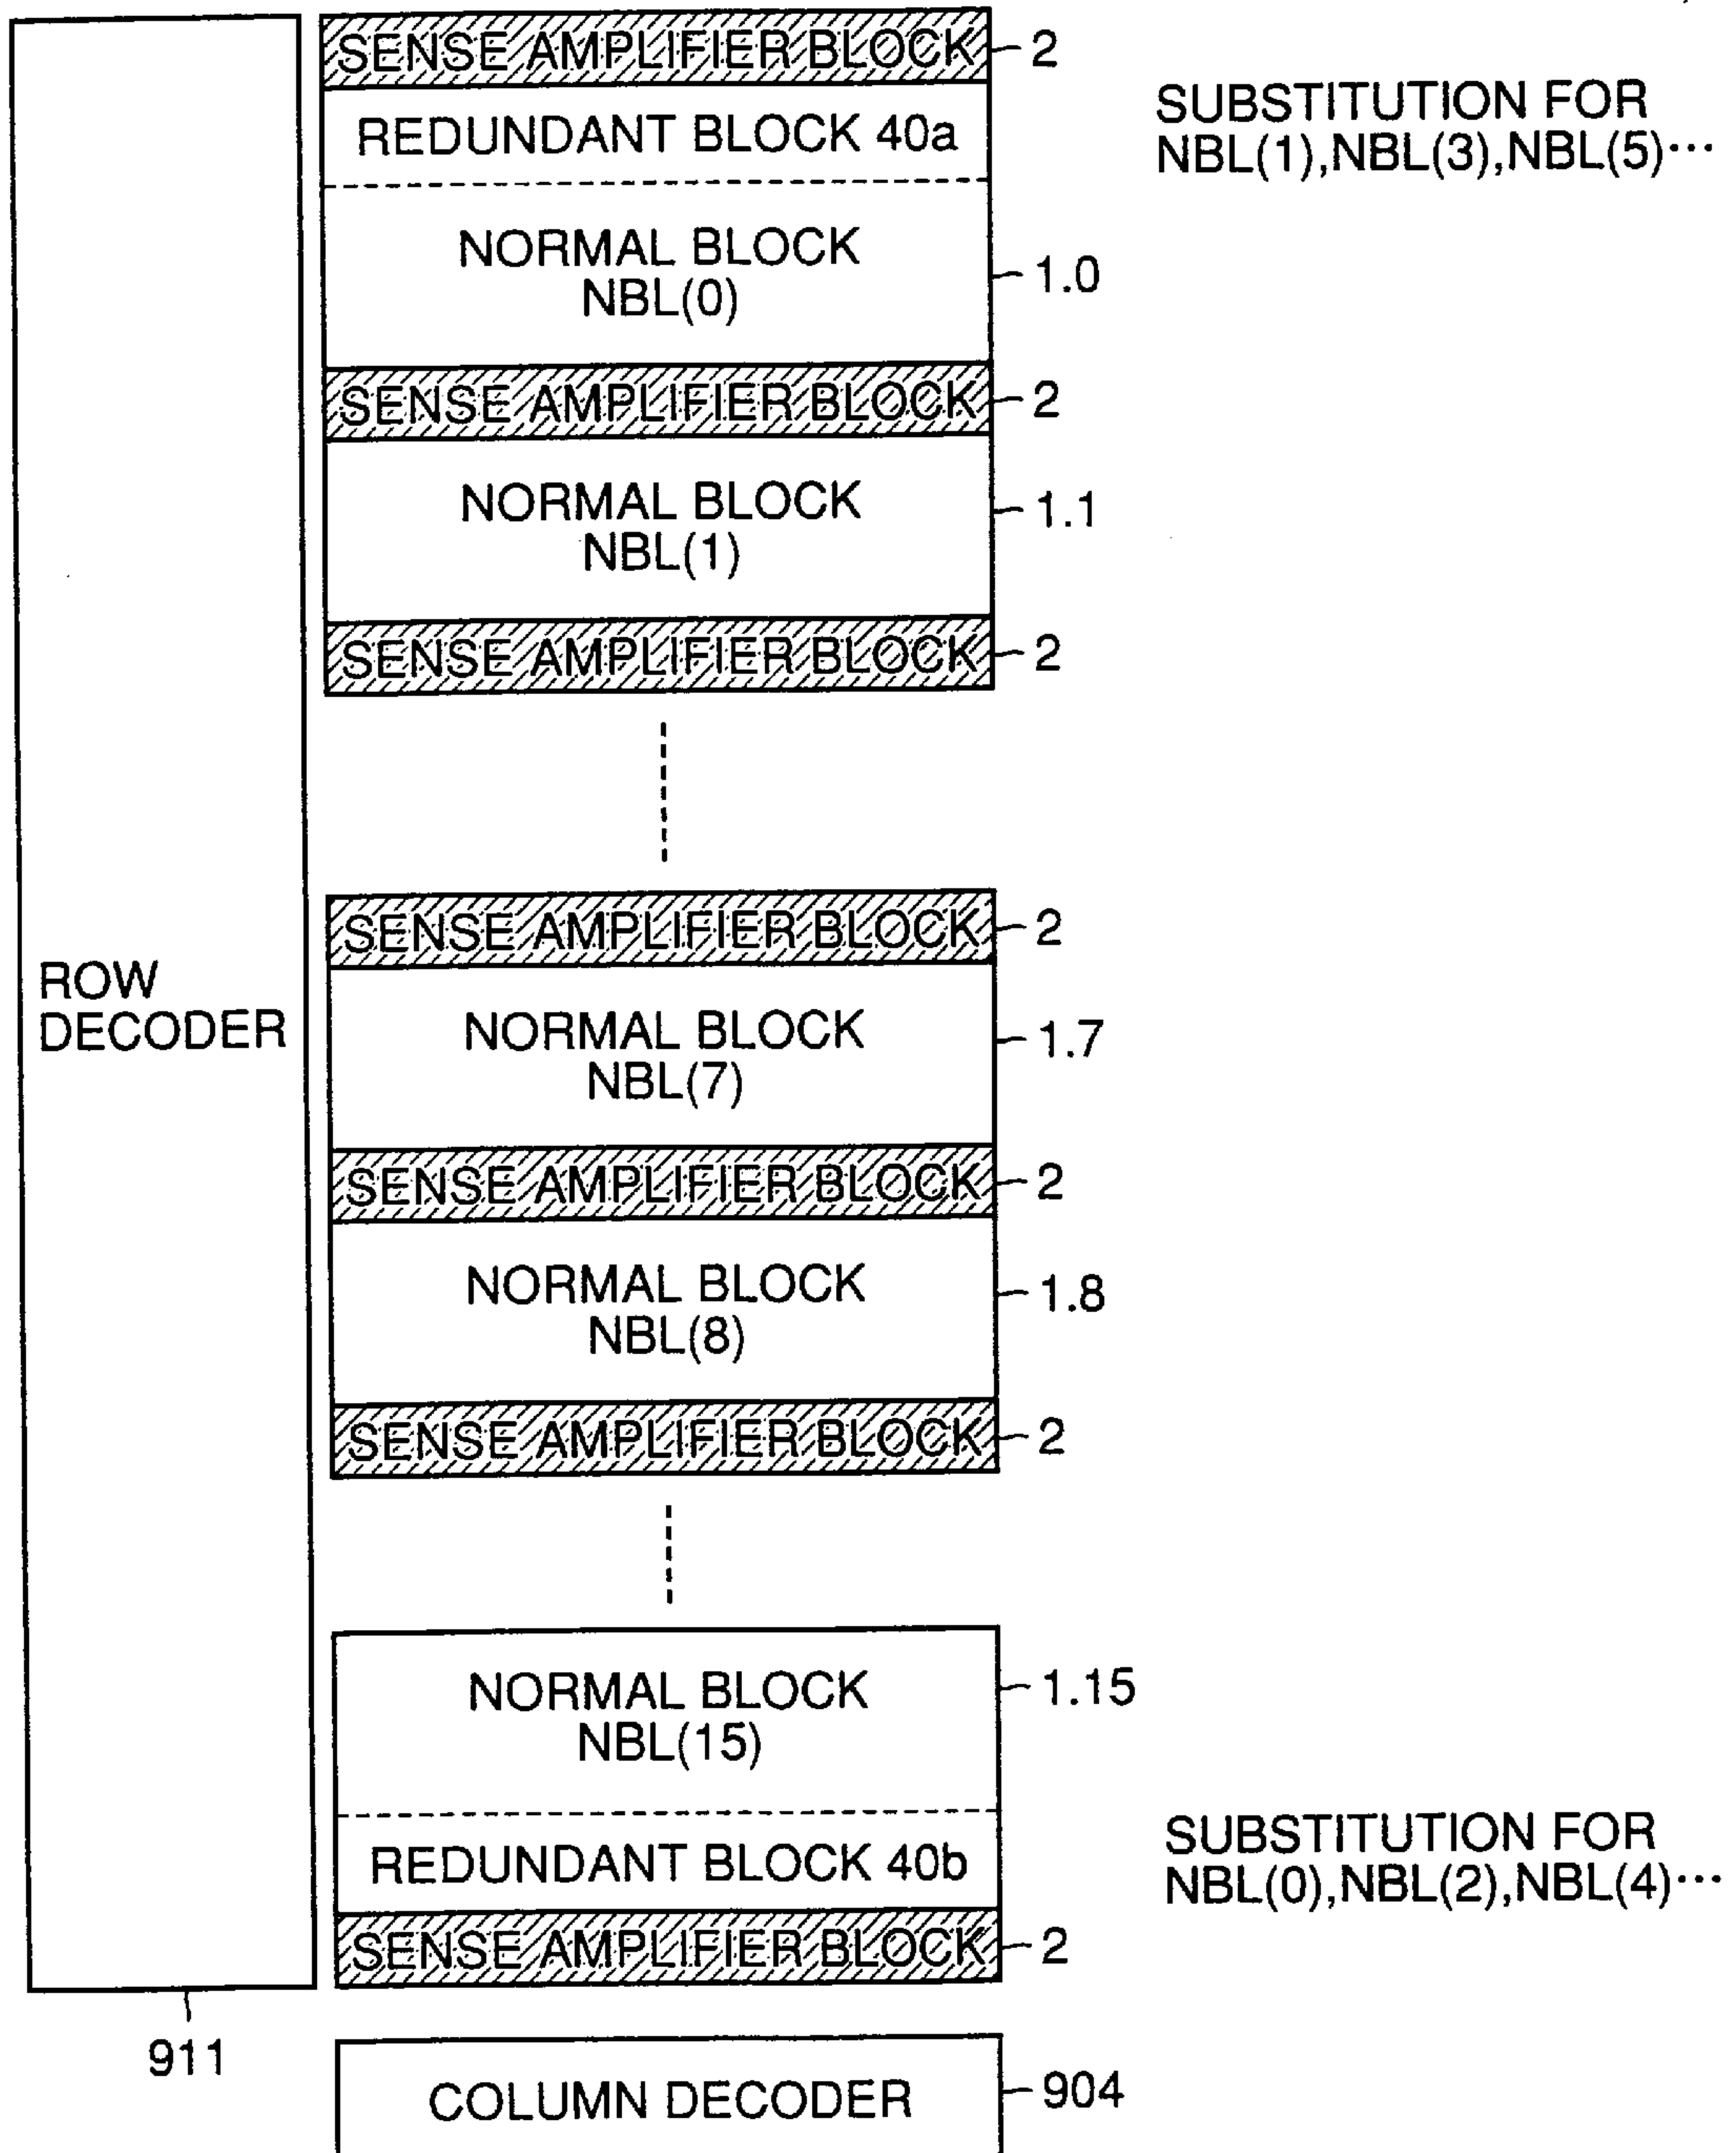 SENSE AMPLIFIER BLOCK 2
REDUNDANT BLOCK 40a
SUBSTITUTION FOR
NBL(1),NBL(3),NBL(5)···
NORMAL BLOCK
NBL(0)
1.0
SENSE AMPLIFIER BLOCK 2
NORMAL BLOCK
NBL(1)
1.1
SENSE AMPLIFIER BLOCK 2
ROW
DECODER
SENSE AMPLIFIER BLOCK 2
NORMAL BLOCK
NBL(7)
1.7
SENSE AMPLIFIER BLOCK 2
NORMAL BLOCK
NBL(8)
1.8
SENSE AMPLIFIER BLOCK 2
NORMAL BLOCK
NBL(15)
1.15
REDUNDANT BLOCK 40b
SUBSTITUTION FOR
NBL(0),NBL(2),NBL(4)···
SENSE AMPLIFIER BLOCK 2
911
COLUMN DECODER 904